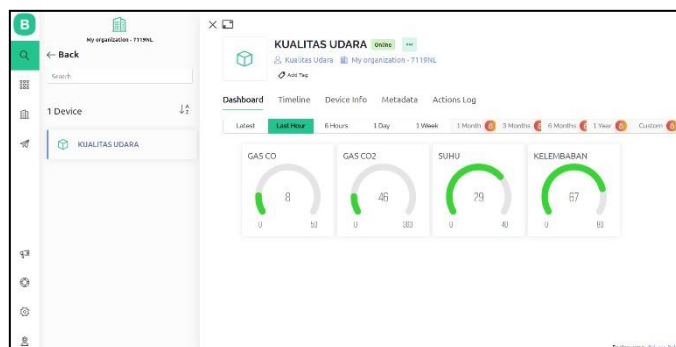 B
My organization - 7119NL
← Back
Search
1 Device
KUALITAS UDARA
KUALITAS UDARA Online ...
Kualitas Udara My organization - 7119NL
Add Tag
Dashboard Timeline Device Info Metadata Actions Log
Latest Last Hour 6 Hours 1 Day 1 Week 1 Month 3 Months 6 Months 1 Year Custom
GAS CO GAS CO2 SUHU KELEMBABAN
8 46 29 67
0 50 0 0 40 0